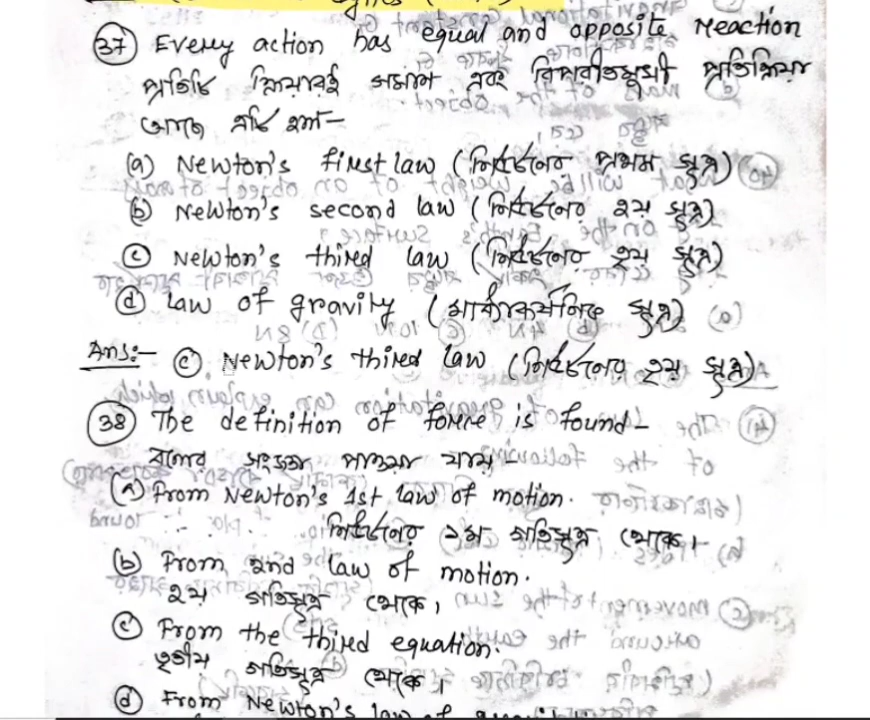 37 Every action has equal and opposite reaction
প্রতিটি ক্রিয়ারই সমান এবং বিপরীতমুখী প্রতিক্রিয়া
আছে এটি হল-
(a) Newton's first law (নিউটনের প্রথম সূত্র)
(b) Newton's second law (নিউটনের ২য় সূত্র)
(c) Newton's third law (নিউটনের ৩য় সূত্র)
(d) Law of gravity (মাধ্যাকর্ষনিক সূত্র)
Ans:- (c) Newton's third law (নিউটনের ৩য় সূত্র)
38 The definition of force is found-
বলের সংজ্ঞা পাওয়া যায় -
(a) From Newton's 1st law of motion.
নিউটনের ১ম গতিসূত্র থেকে।
(b) From 2nd law of motion.
২য় গতিসূত্র থেকে।
(c) From the third equation.
তৃতীয় গতিসূত্র থেকে।
(d) From Newton's law of